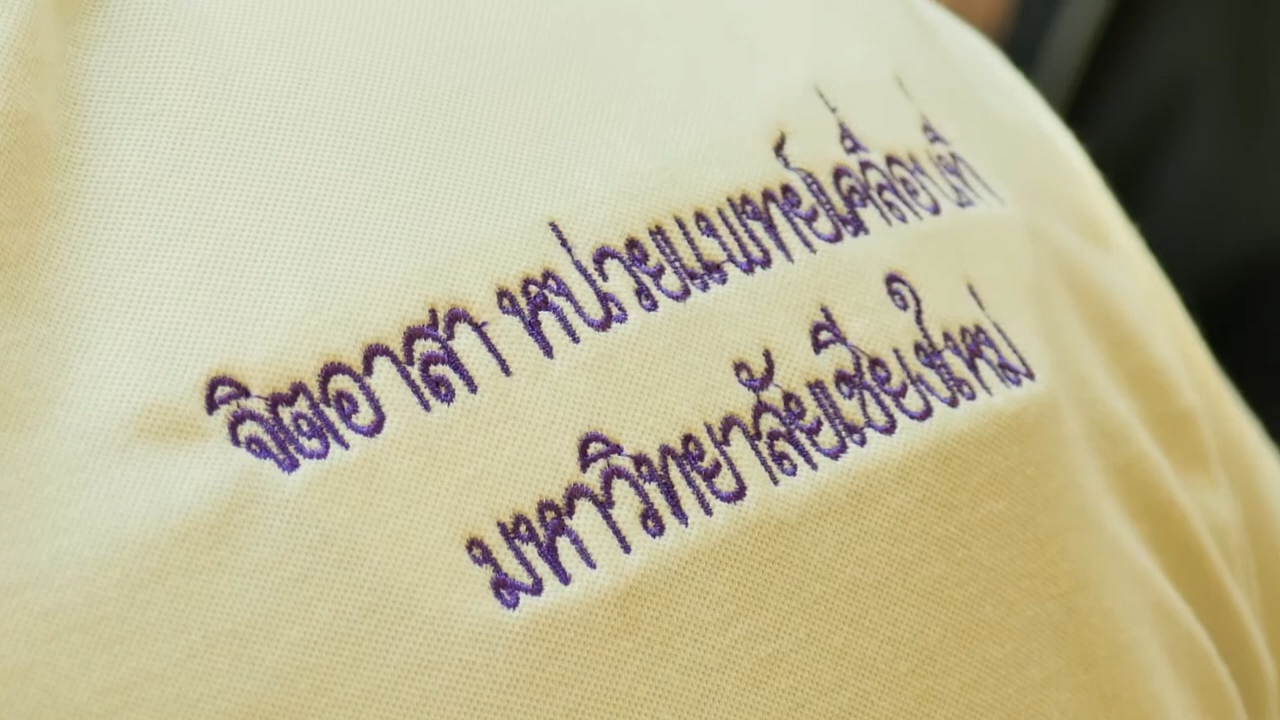 จิตอาสา หน่วยแพทย์เคลื่อนที่
มหาวิทยาลัยเชียงใหม่